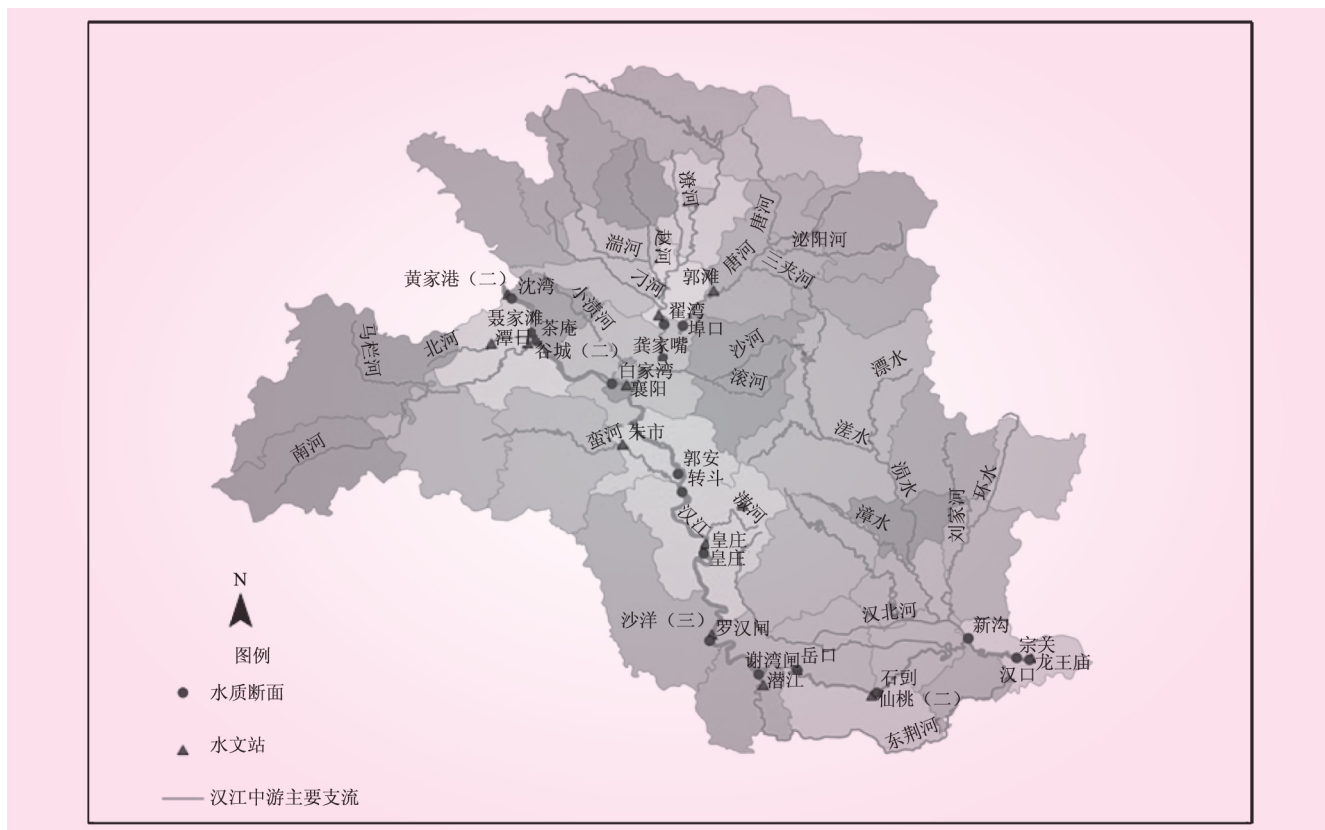 潦河
唐河
湍河
赵河
泌阳河
唐河
三夹河
刁河
郭滩
黄家港（二）
沈湾
小清河
翟湾
埠口
聂家滩
茶庵
潭口
谷城（二）
马栏河
北河
龚家嘴
沙河
滚河
漂水
白家湾
襄阳
南河
蛮河
朱市
郭安
转斗
溠水
涢水
环水
刘家河
汉江
漳水
皇庄
皇庄
N
图例
水质断面
水文站
汉江中游主要支流
沙洋（三）
罗汉闸
汉北河
新沟
宗关
龙王庙
汉口
谢湾闸
岳口
潜江
石剅
仙桃（二）
东荆河